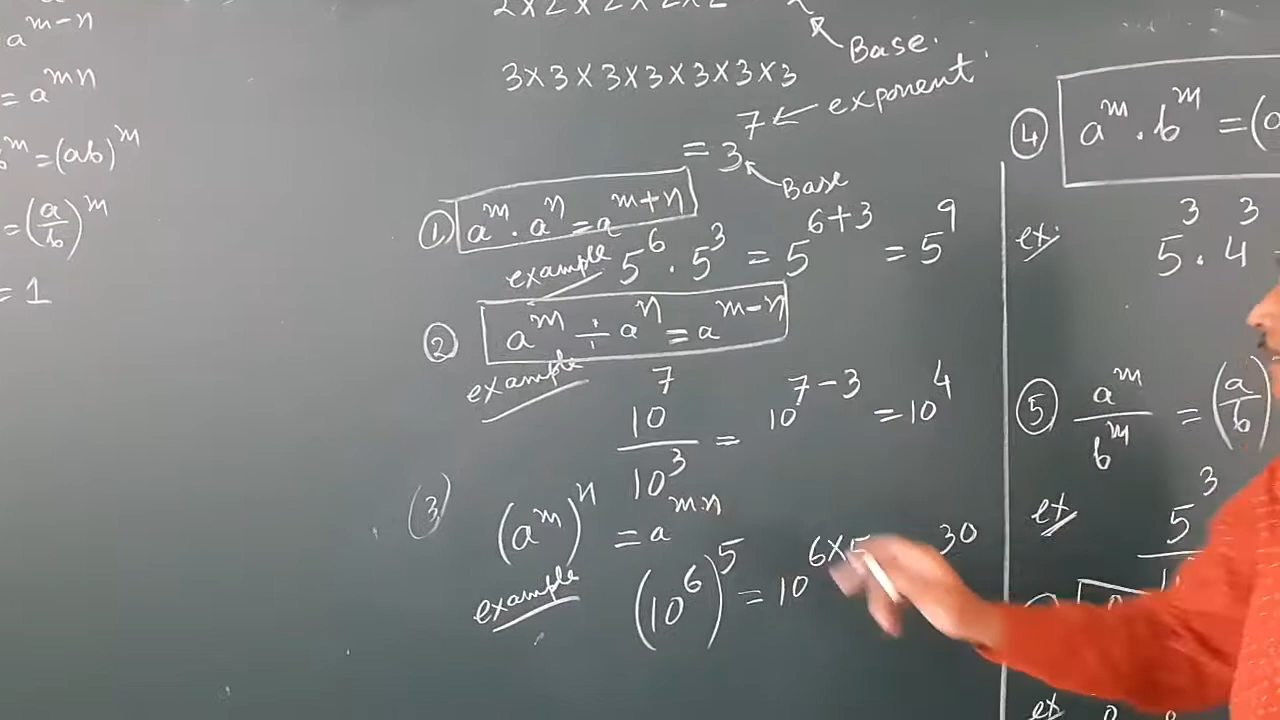 a^{m-n}
= a^{mn}
b^m = (ab)^m
= (a/b)^m
= 1
2×2×2×2×2
Base.
3×3×3×3×3×3×3
= 3^7 ← exponent.
Base
① a^m . a^n = a^{m+n}
example 5^6 . 5^3 = 5^{6+3} = 5^9
② a^m ÷ a^n = a^{m-n}
example
10^7/10^3 = 10^{7-3} = 10^4
(3) (a^m)^n = a^{m.n}
example (10^6)^5 = 10^{6×5} 30
④ a^m . b^m = (a
ex: 5^3 . 4^3
⑤ a^m/b^m = (a/b)
ex 5^3
ex